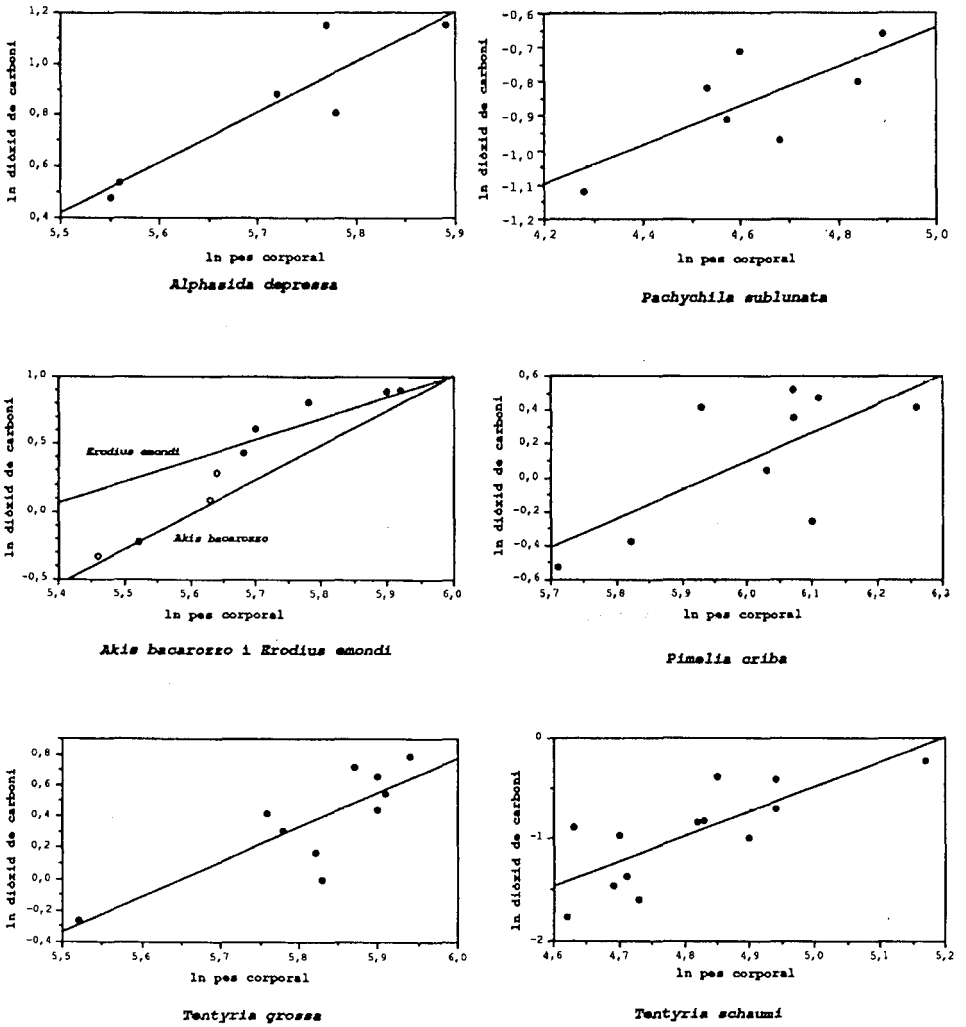 ln diòxid de carboni
1,2
1,0
0,8
0,6
0,4
5,5 5,6 5,7 5,8 5,9
ln pes corporal
Alphasida depressa
ln diòxid de carboni
-0,6
-0,7
-0,8
-0,9
-1,0
-1,1
-1,2
4,2 4,4 4,6 4,8 5,0
ln pes corporal
Pachychila sublunata
ln diòxid de carboni
1,0
0,5
0,0
-0,5
Erodius emondi
Akis bacarozzo
5,4 5,5 5,6 5,7 5,8 5,9 6,0
ln pes corporal
Akis bacarozzo i Erodius emondi
ln diòxid de carboni
0,6
0,4
0,2
0,0
-0,2
-0,4
-0,6
5,7 5,8 5,9 6,0 6,1 6,2 6,3
ln pes corporal
Pimelia criba
ln diòxid de carboni
0,8
0,6
0,4
0,2
0,0
-0,2
-0,4
5,5 5,6 5,7 5,8 5,9 6,0
ln pes corporal
Tentyria grossa
ln diòxid de carboni
0
-1
-2
4,6 4,7 4,8 4,9 5,0 5,1 5,2
ln pes corporal
Tentyria schaumi